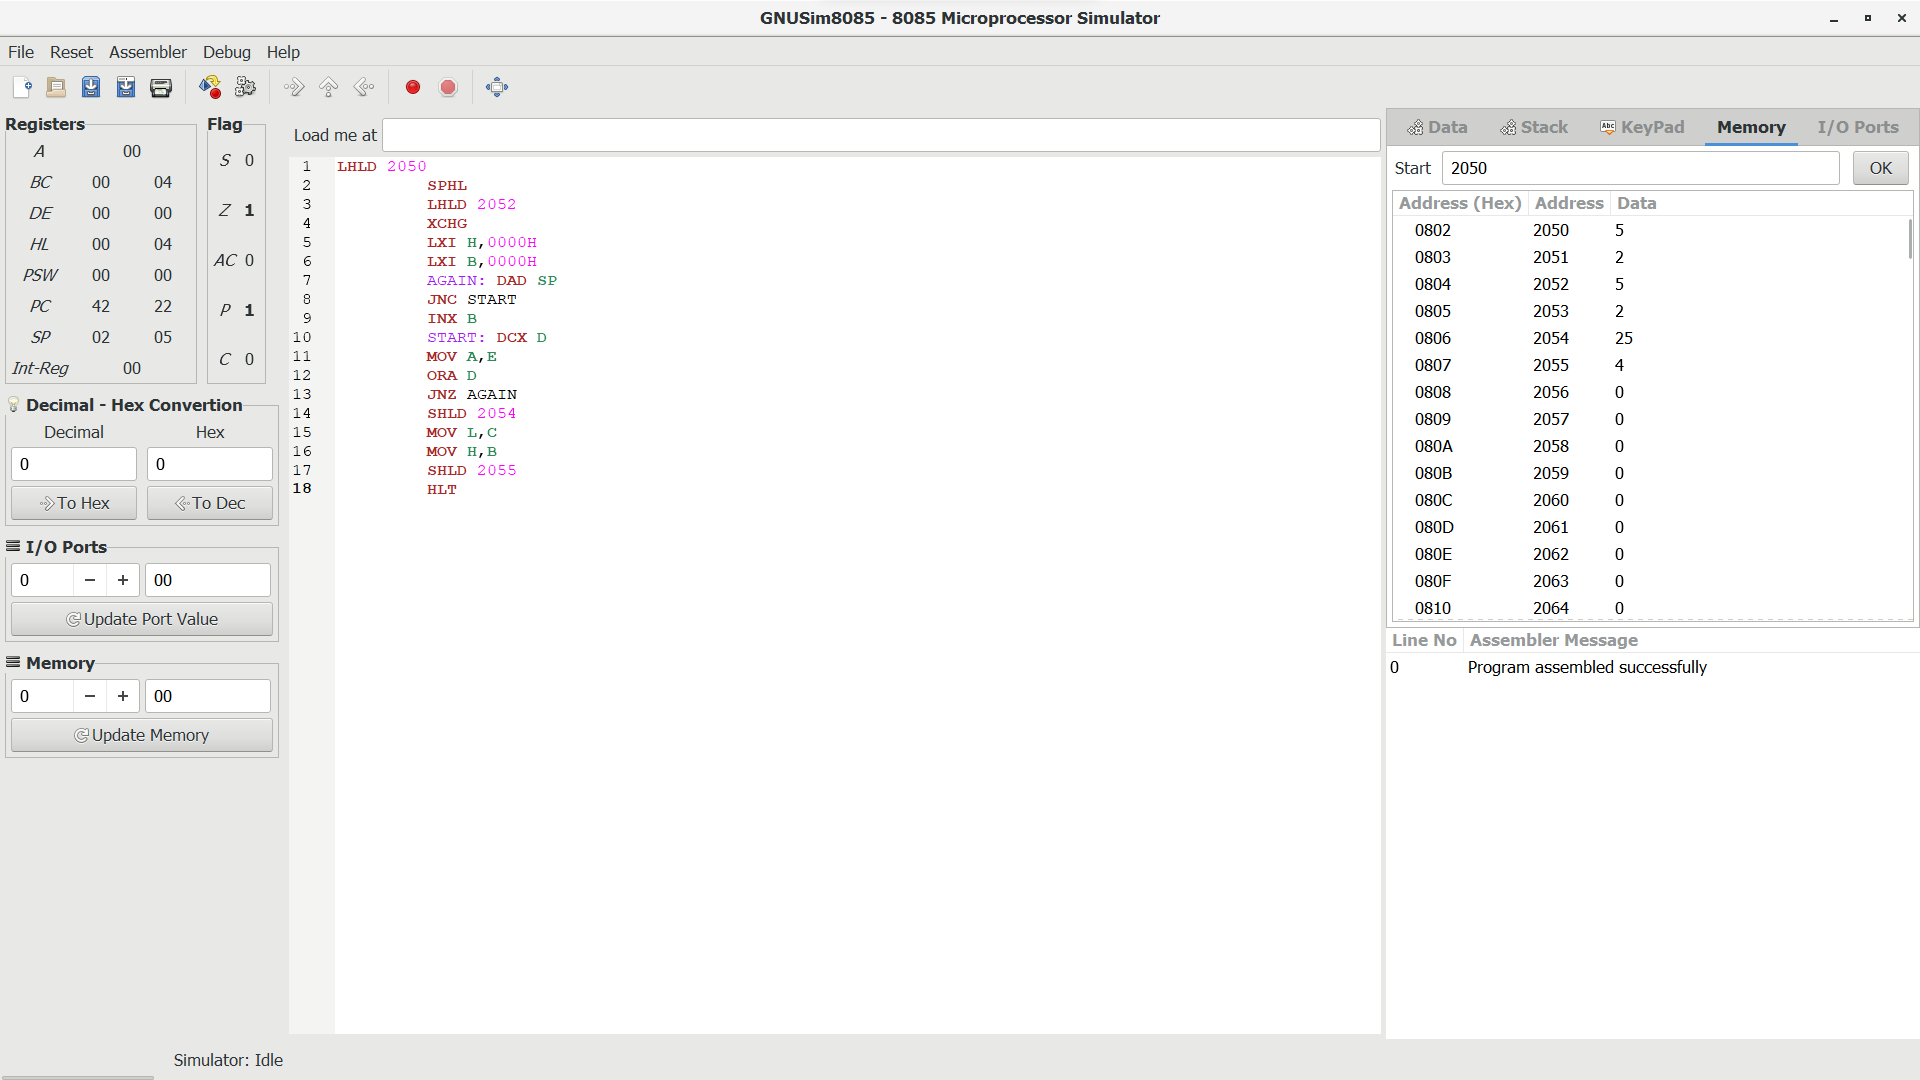 GNUSim8085 - 8085 Microprocessor Simulator
File Reset Assembler Debug Help
Registers
A 00
BC 00 04
DE 00 00
HL 00 04
PSW 00 00
PC 42 22
SP 02 05
Int-Reg 00
Flag
S 0
Z 1
AC 0
P 1
C 0
Decimal - Hex Convertion
Decimal Hex
0 0
To Hex To Dec
I/O Ports
0 − + 00
Update Port Value
Memory
0 − + 00
Update Memory
Load me at
1 LHLD 2050
2 SPHL
3 LHLD 2052
4 XCHG
5 LXI H,0000H
6 LXI B,0000H
7 AGAIN: DAD SP
8 JNC START
9 INX B
10 START: DCX D
11 MOV A,E
12 ORA D
13 JNZ AGAIN
14 SHLD 2054
15 MOV L,C
16 MOV H,B
17 SHLD 2055
18 HLT
Data Stack Abc KeyPad Memory I/O Ports
Start 2050 OK
Address (Hex) Address Data
0802 2050 5
0803 2051 2
0804 2052 5
0805 2053 2
0806 2054 25
0807 2055 4
0808 2056 0
0809 2057 0
080A 2058 0
080B 2059 0
080C 2060 0
080D 2061 0
080E 2062 0
080F 2063 0
0810 2064 0
Line No Assembler Message
0 Program assembled successfully
Simulator: Idle